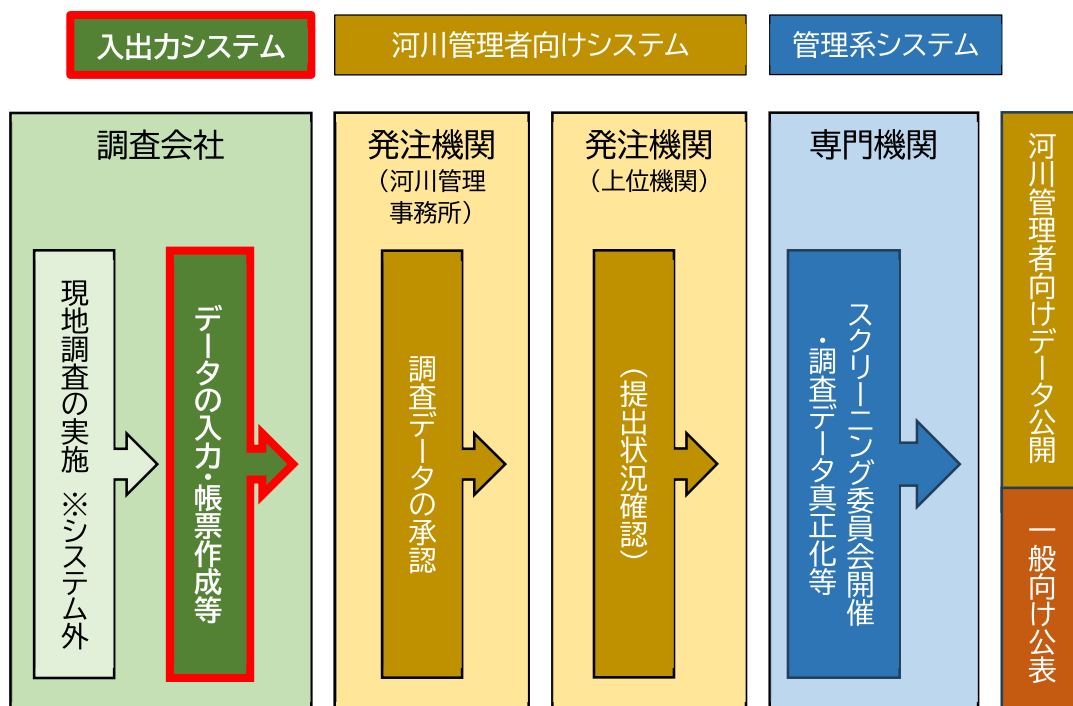 入出力システム
河川管理者向けシステム
管理系システム
調査会社
現地調査の実施 ※システム外
データの入力・帳票作成等
発注機関
（河川管理
事務所）
調査データの承認
発注機関
（上位機関）
（提出状況確認）
専門機関
スクリーニング委員会開催
・調査データ真正化等
河川管理者向けデータ公開
一般向け公表